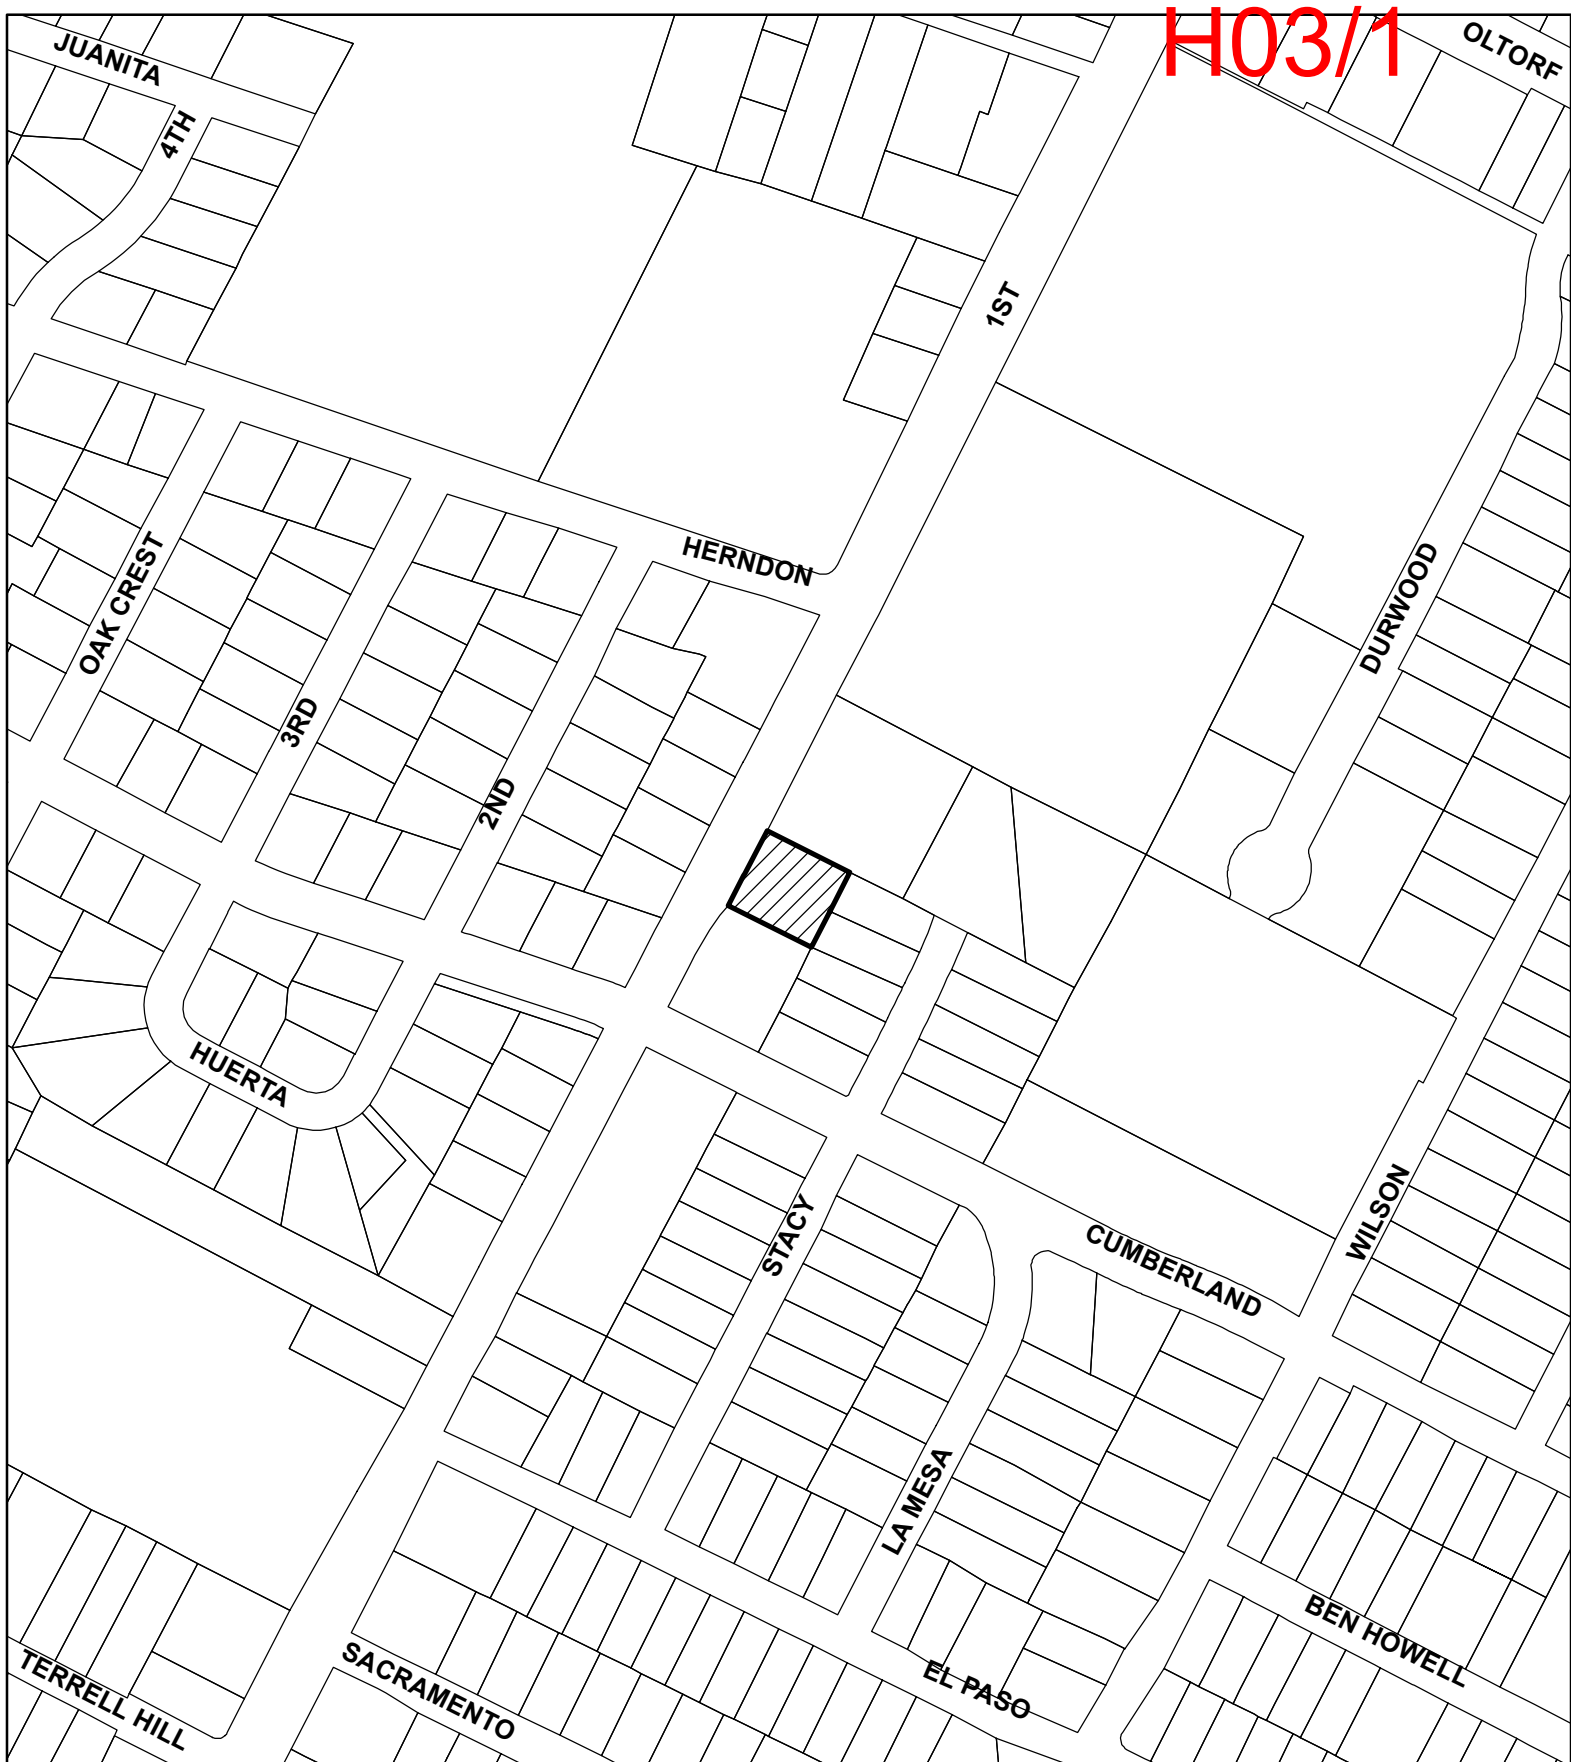 H03/1
OLTORF
JUANITA
4TH
1ST
HERNDON
DURWOOD
OAK CREST
3RD
2ND
HUERTA
STACY
CUMBERLAND
WILSON
LA MESA
BEN HOWELL
EL PASO
SACRAMENTO
TERRELL HILL